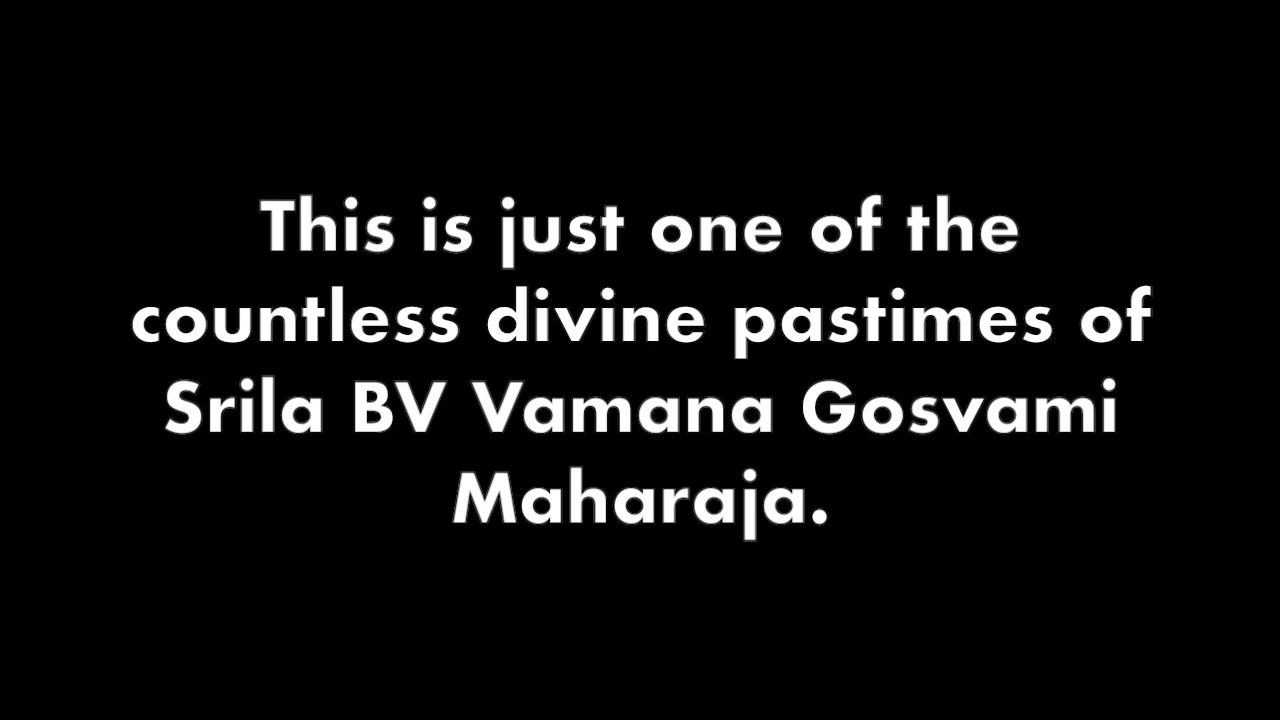 This is just one of the
countless divine pastimes of
Srila BV Vamana Gosvami
Maharaja.